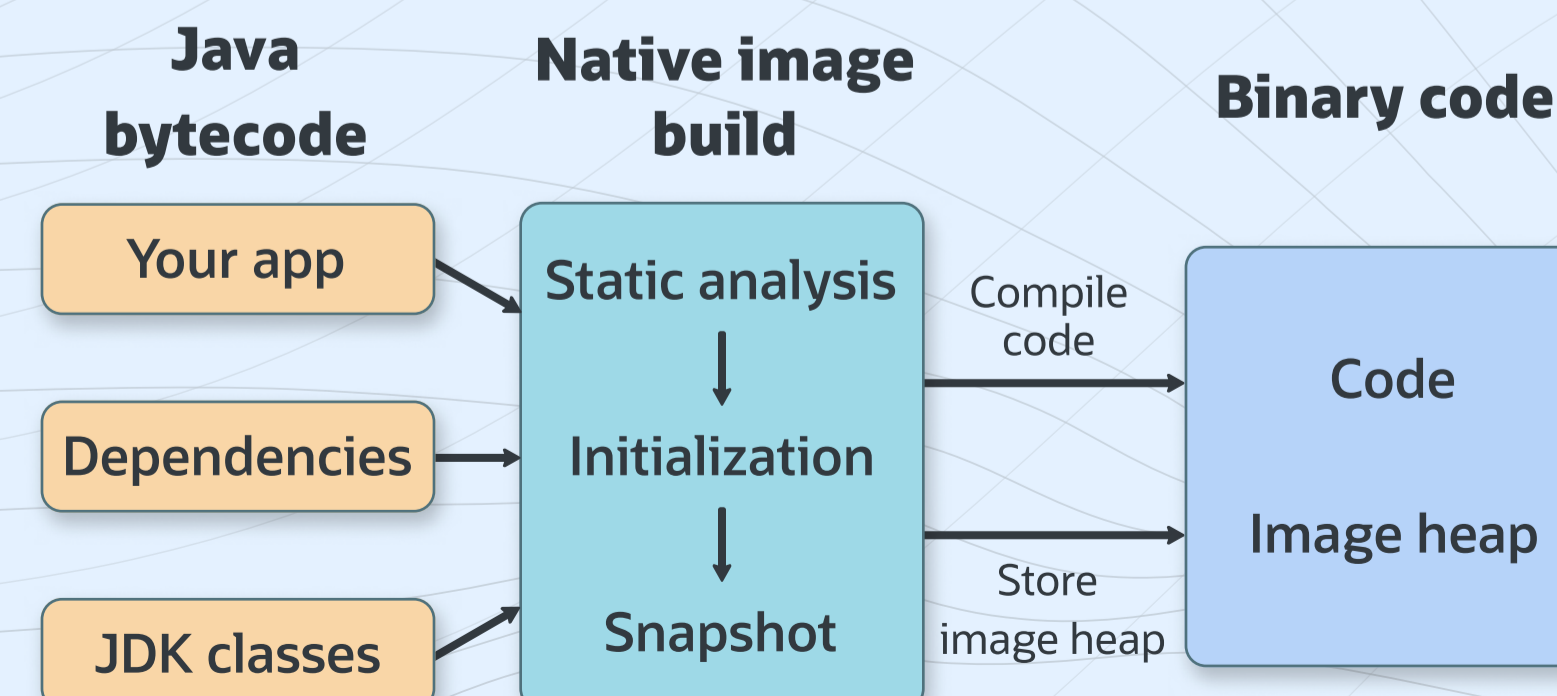 Java
bytecode
Your app
Dependencies
JDK classes
Native image
build
Static analysis
Initialization
Snapshot
Compile
code
Store
image heap
Binary code
Code
Image heap